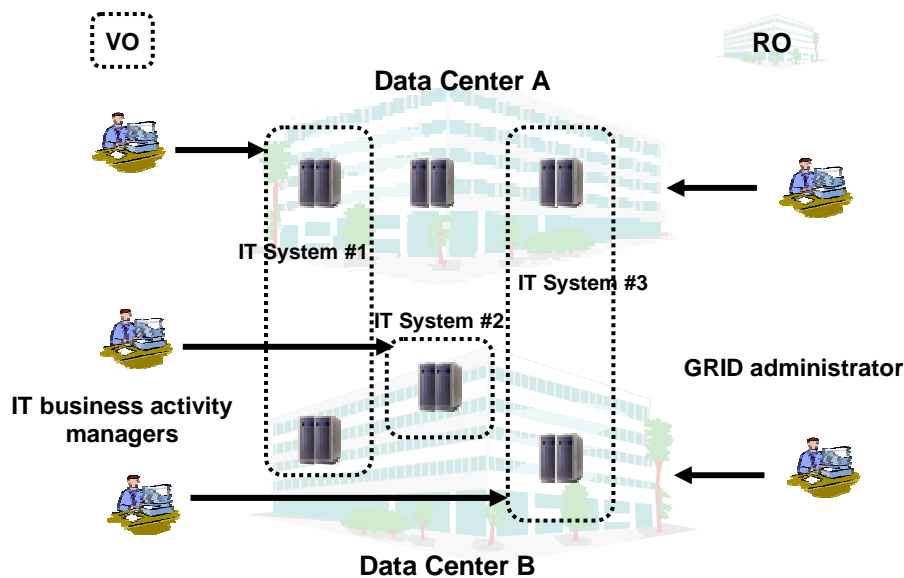 VO
RO
Data Center A
IT System #1
IT System #3
IT System #2
GRID administrator
IT business activity
managers
Data Center B